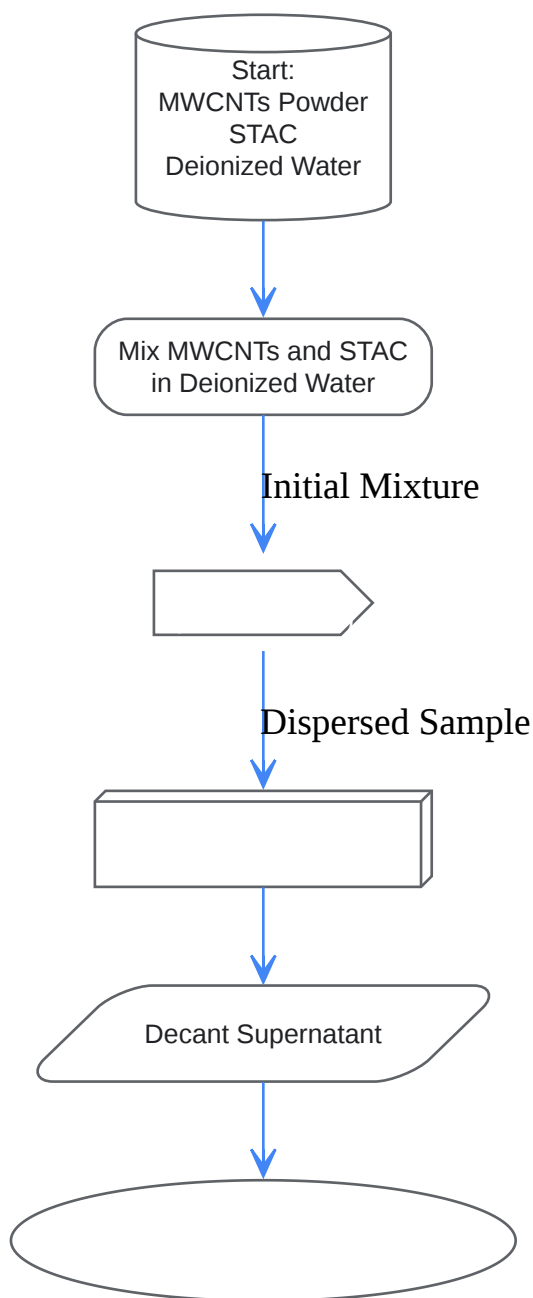 Start:
MWCNTs Powder
STAC
Deionized Water
Mix MWCNTs and STAC
in Deionized Water
Initial Mixture
Dispersed Sample
Decant Supernatant